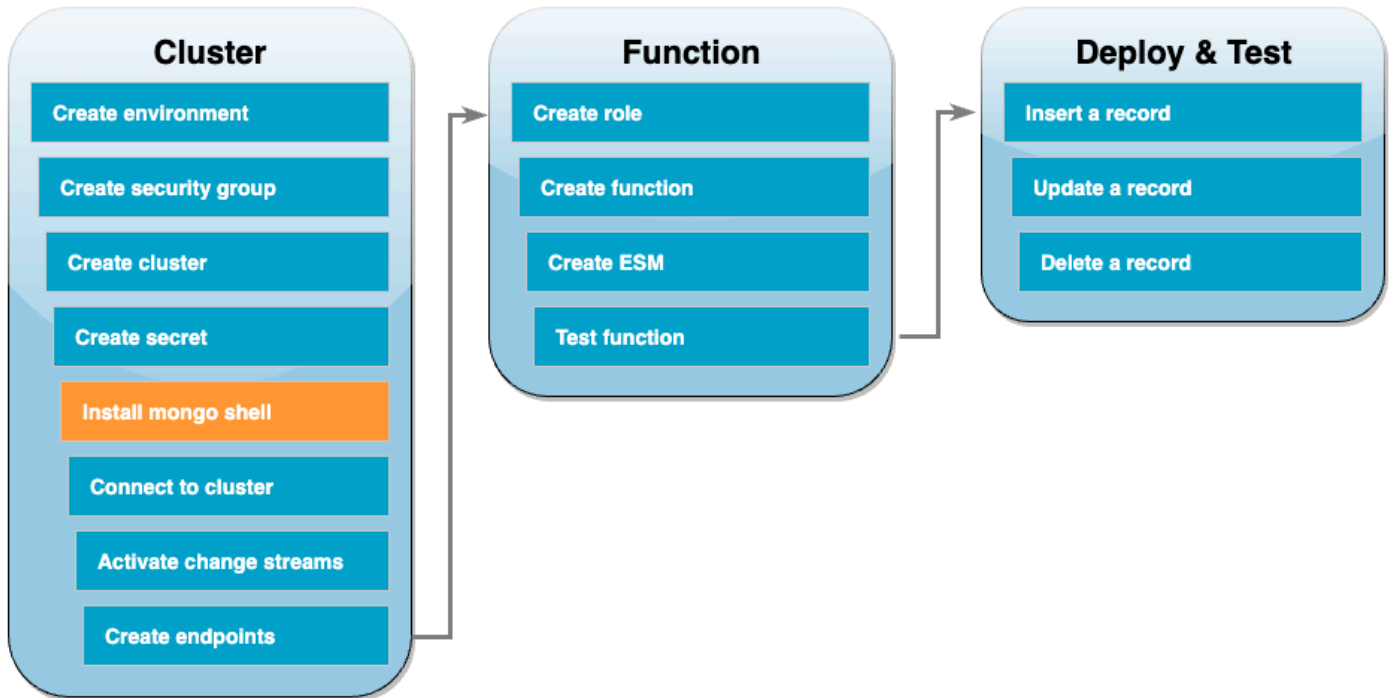 Cluster
Create environment
Create security group
Create cluster
Create secret
Install mongo shell
Connect to cluster
Activate change streams
Create endpoints
Function
Create role
Create function
Create ESM
Test function
Deploy & Test
Insert a record
Update a record
Delete a record